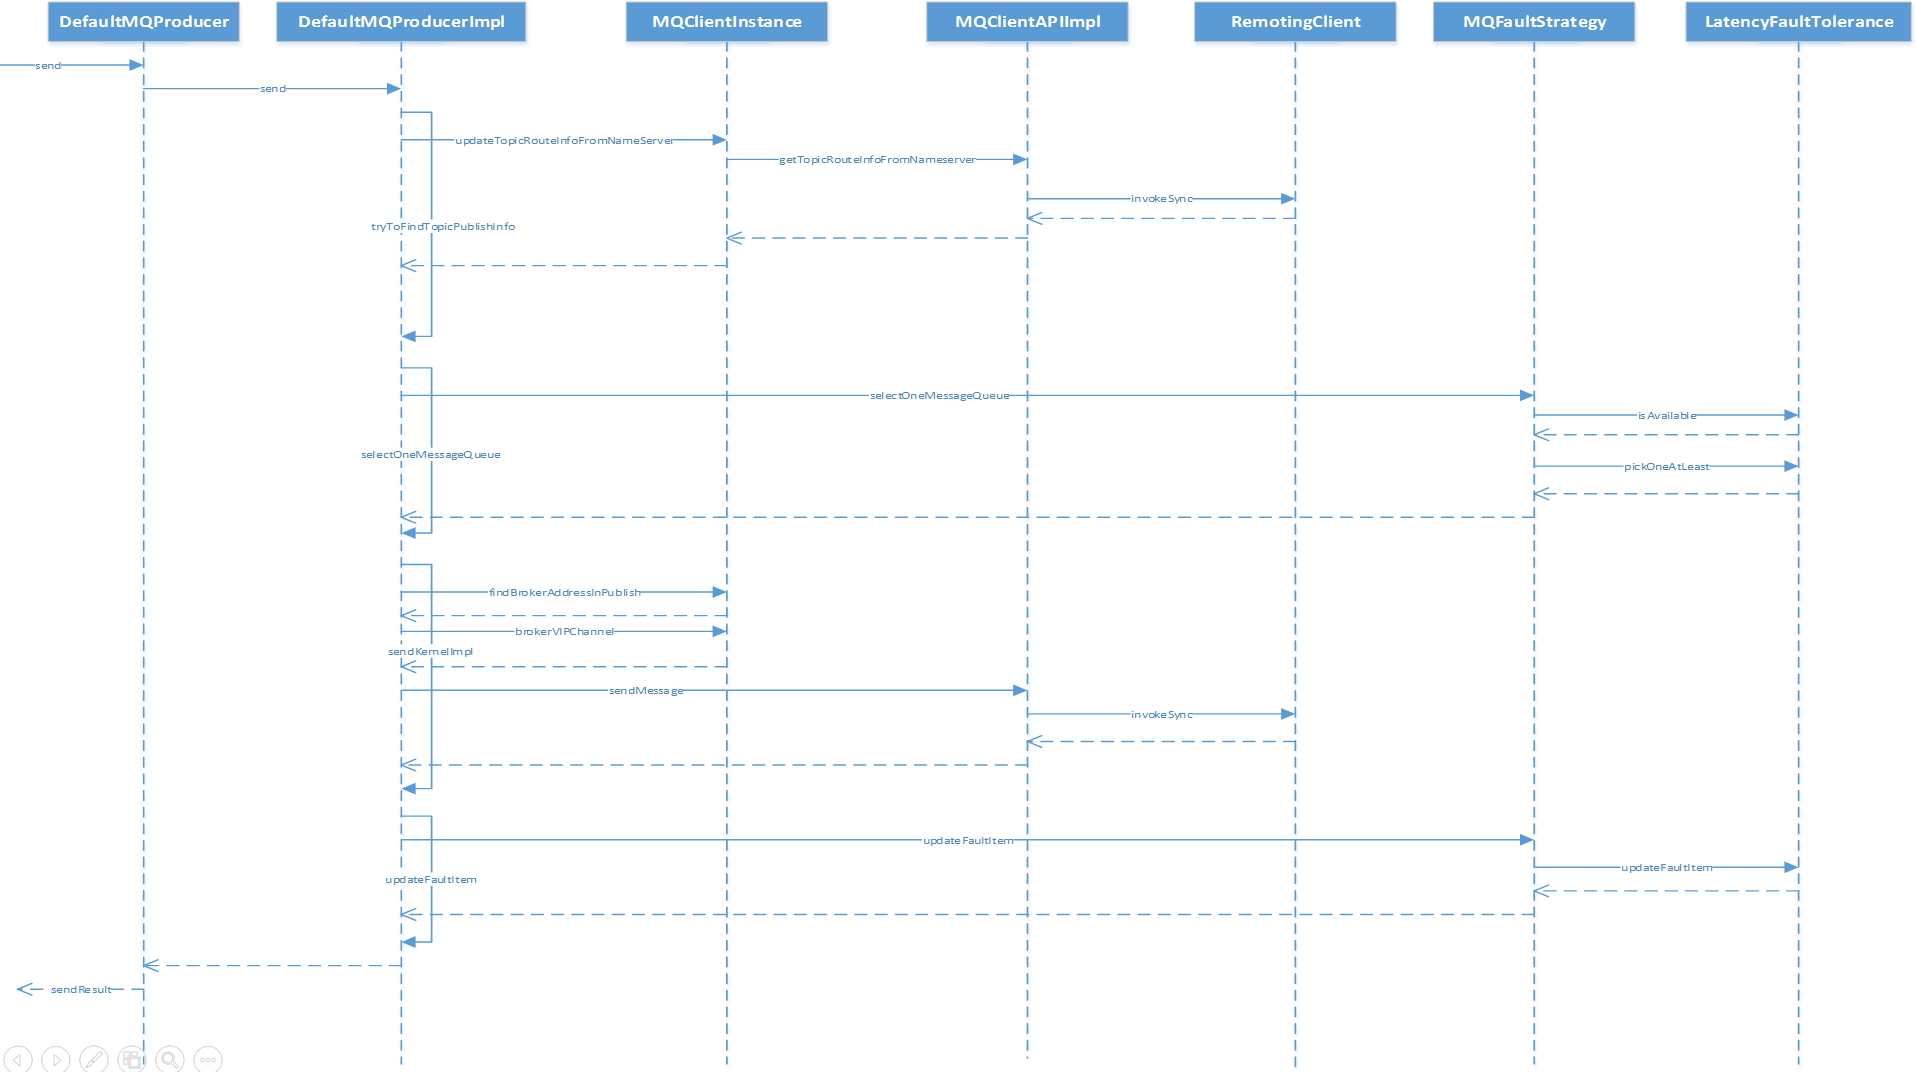 DefaultMQProducer
DefaultMQProducerImpl
MQClientInstance
MQClientAPIImpl
RemotingClient
MQFaultStrategy
LatencyFaultTolerance
send
send
updateTopicRouteInfoFromNameServer
getTopicRouteInfoFromNameserver
invokeSync
tryToFindTopicPublishInfo
selectOneMessageQueue
isAvailable
selectOneMessageQueue
pickOneAtLeast
findBrokerAddressInPublish
brokerVIPChannel
sendKernelImpl
sendMessage
invokeSync
updateFaultItem
updateFaultItem
updateFaultItem
sendResult